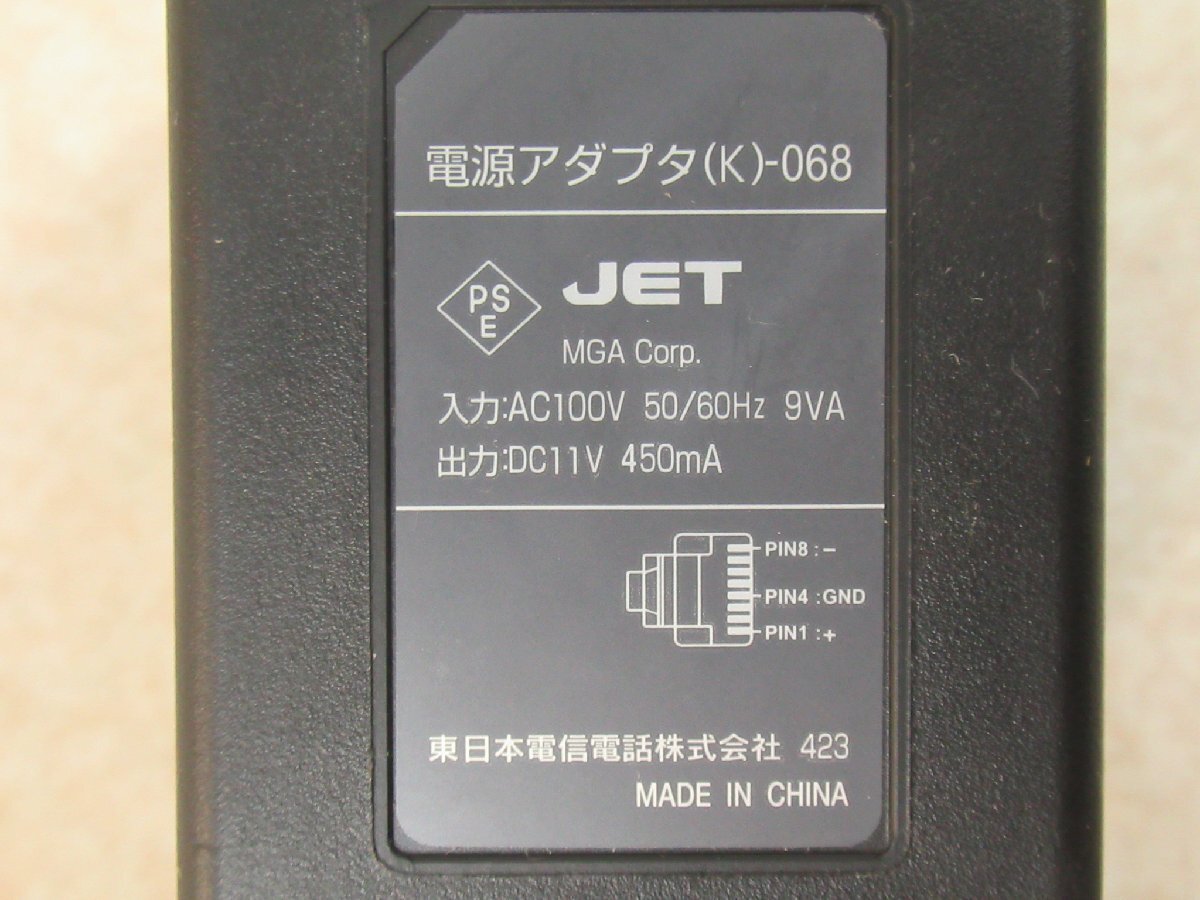 電源アダプタ(K)-068
PS
E
JET
MGA Corp.
入力:AC100V 50/60Hz 9VA
出力:DC11V 450mA
PIN8 : −
PIN4 :GND
PIN1 : +
東日本電信電話株式会社 423
MADE IN CHINA